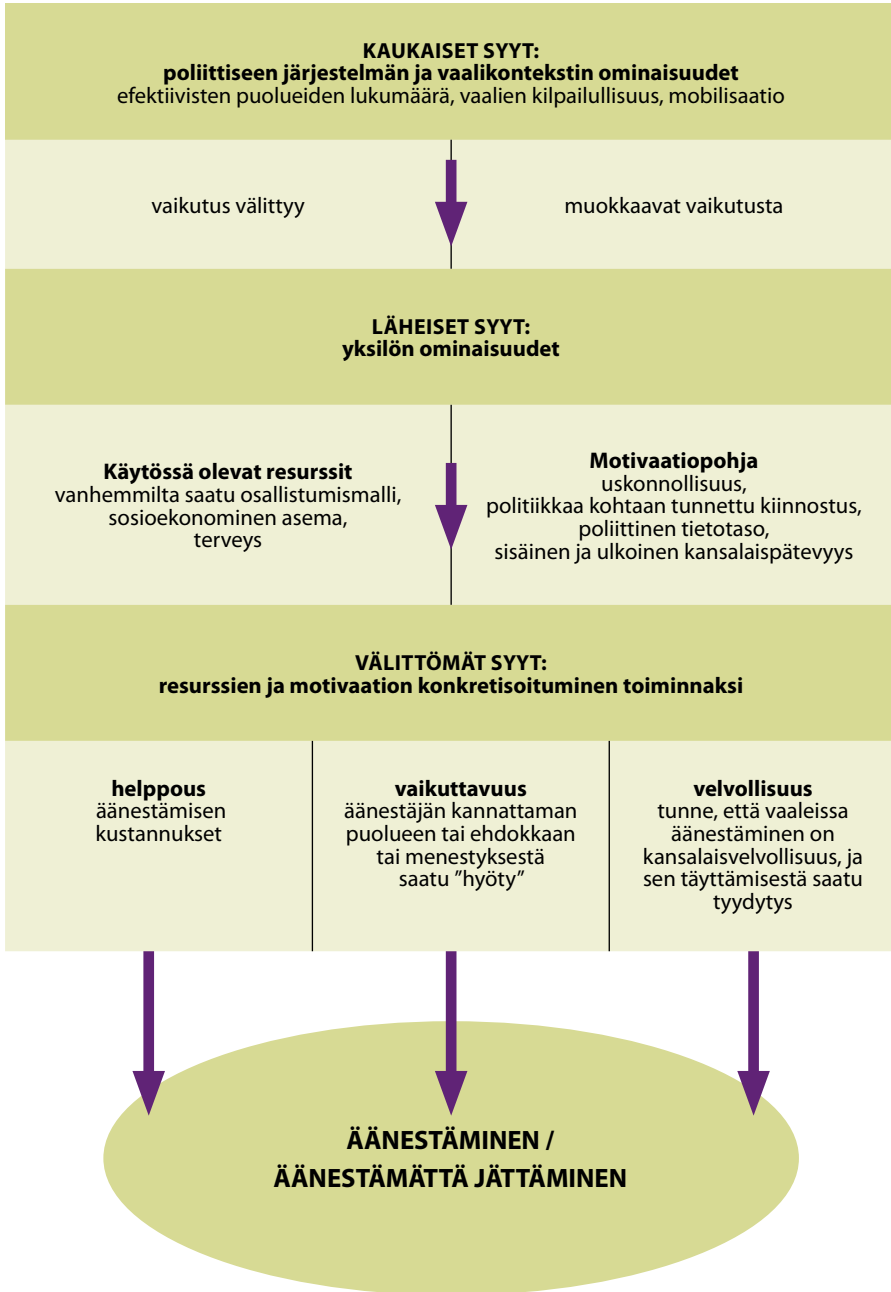 KAUKAISET SYYT:
poliittiseen järjestelmän ja vaalikontekstin ominaisuudet
efektiivisten puolueiden lukumäärä, vaalien kilpailullisuus, mobilisaatio
vaikutus välittyy
muokkaavat vaikutusta
LÄHEISET SYYT:
yksilön ominaisuudet
Käytössä olevat resurssit
vanhemmilta saatu osallistumismalli,
sosioekonominen asema,
terveys
Motivaatiopohja
uskonnollisuus,
politiikkaa kohtaan tunnettu kiinnostus,
poliittinen tietotaso,
sisäinen ja ulkoinen kansalaispätevyys
VÄLITTÖMÄT SYYT:
resurssien ja motivaation konkretisoituminen toiminnaksi
helppous
äänestämisen
kustannukset
vaikuttavuus
äänestäjän kannattaman
puolueen tai ehdokkaan
tai menestyksestä
saatu ”hyöty”
velvollisuus
tunne, että vaaleissa
äänestäminen on
kansalaisvelvollisuus, ja
sen täyttämisestä saatu
tyydytys
ÄÄNESTÄMINEN /
ÄÄNESTÄMÄTTÄ JÄTTÄMINEN